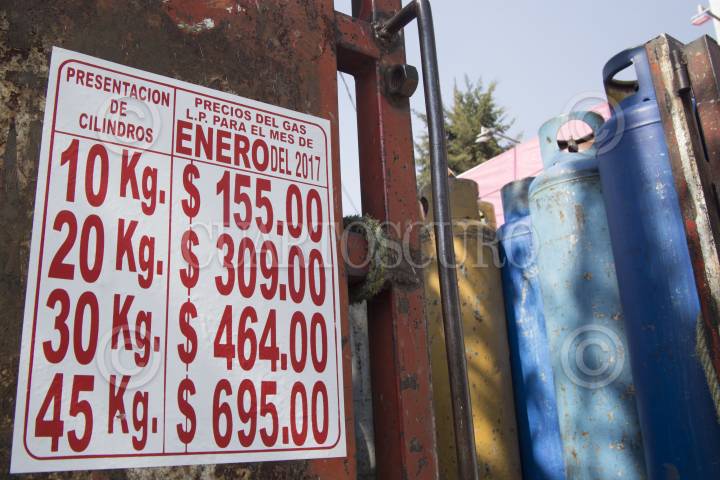 PRESENTACION
DE
CILINDROS
PRECIOS DEL GAS
L.P. PARA EL MES DE
ENERO DEL 2017
10 Kg. $ 155.00
20 Kg. $ 309.00
30 Kg. $ 464.00
45 Kg. $ 695.00
CUARTOSCURO